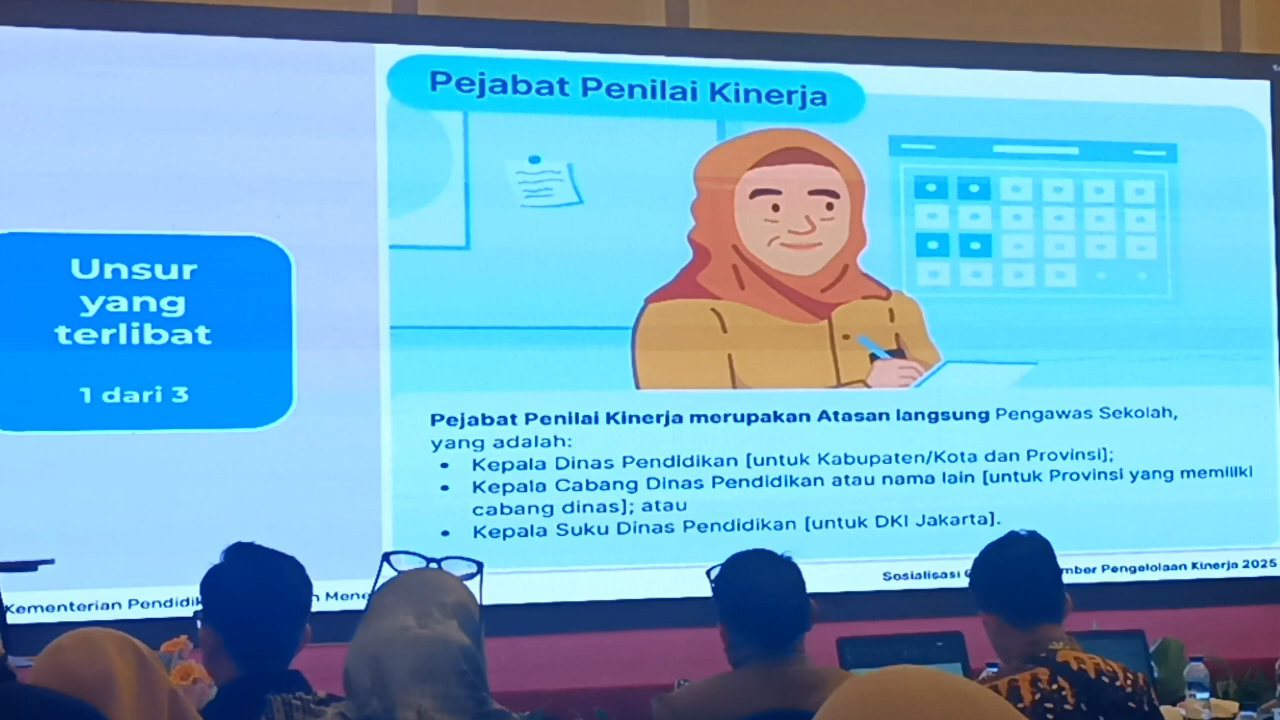 Pejabat Penilai Kinerja
Unsur
yang
terlibat
1 dari 3
Pejabat Penilai Kinerja merupakan Atasan langsung Pengawas Sekolah,
yang adalah:
• Kepala Dinas Pendidikan [untuk Kabupaten/Kota dan Provinsi];
• Kepala Cabang Dinas Pendidikan atau nama lain [untuk Provinsi yang memiliki
cabang dinas]; atau
• Kepala Suku Dinas Pendidikan [untuk DKI Jakarta].
Kementerian
Sosialisasi Pengelolaan Kinerja 2025